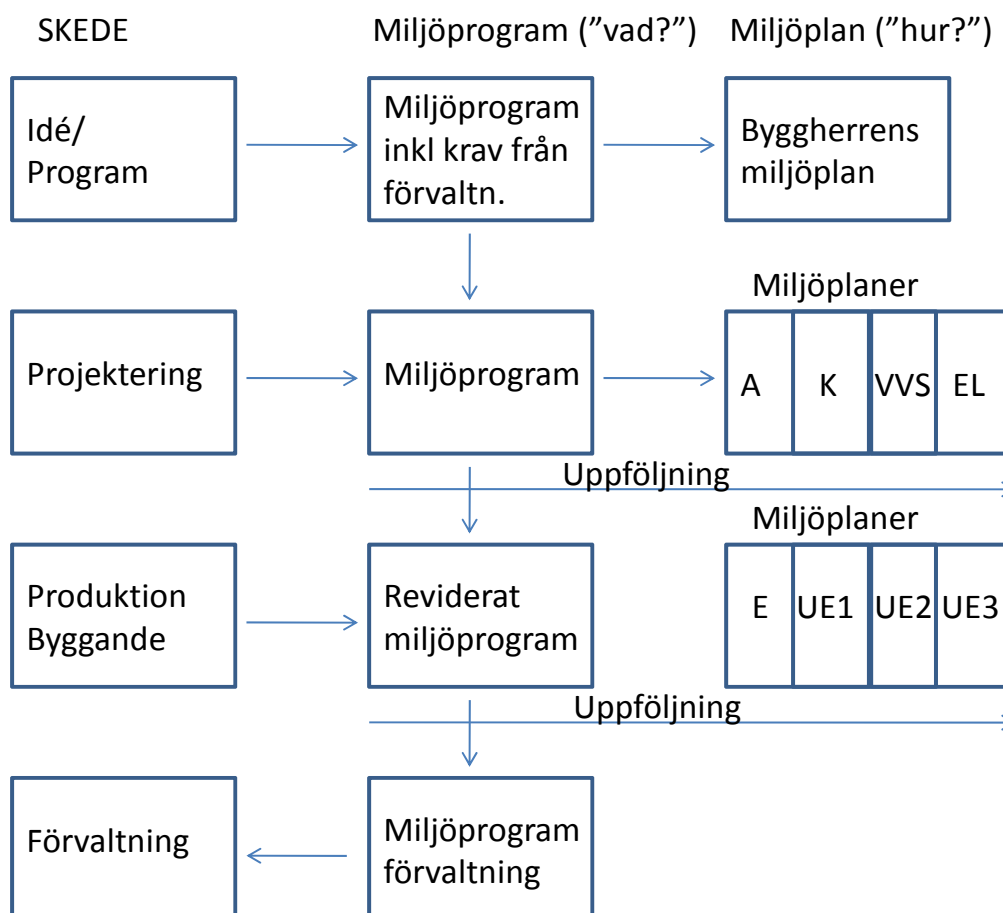 SKEDE
Miljöprogram (”vad?”)
Miljöplan (”hur?”)
Idé/
Program
Miljöprogram
inkl krav från
förvaltn.
Byggherrens
miljöplan
Miljöplaner
Projektering
Miljöprogram
A
K
VVS
EL
Uppföljning
Miljöplaner
Produktion
Byggande
Reviderat
miljöprogram
E
UE1
UE2
UE3
Uppföljning
Förvaltning
Miljöprogram
förvaltning